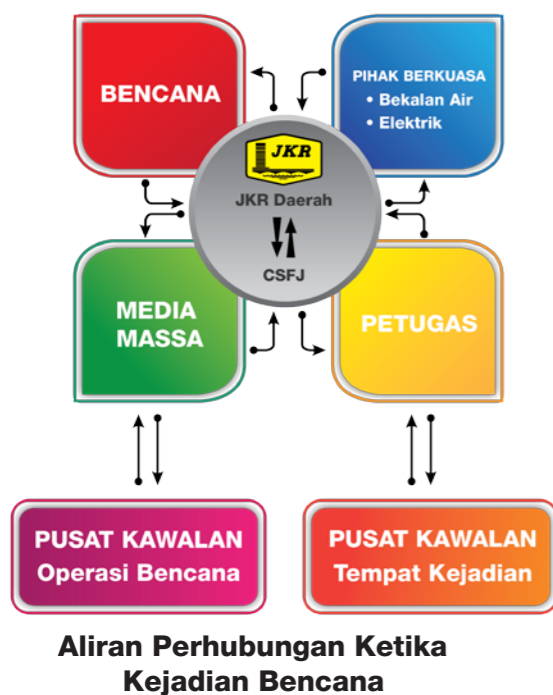 BENCANA
PIHAK BERKUASA
• Bekalan Air
• Elektrik
JKR
JKR Daerah
CSFJ
MEDIA
MASSA
PETUGAS
PUSAT KAWALAN
Operasi Bencana
PUSAT KAWALAN
Tempat Kejadian
Aliran Perhubungan Ketika
Kejadian Bencana